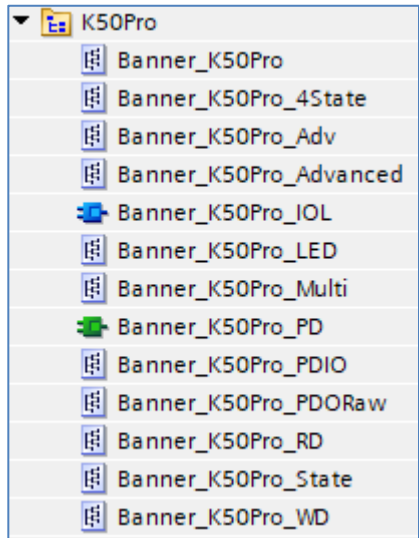 K50Pro
Banner_K50Pro
Banner_K50Pro_4State
Banner_K50Pro_Adv
Banner_K50Pro_Advanced
Banner_K50Pro_IOL
Banner_K50Pro_LED
Banner_K50Pro_Multi
Banner_K50Pro_PD
Banner_K50Pro_PDIO
Banner_K50Pro_PDORaw
Banner_K50Pro_RD
Banner_K50Pro_State
Banner_K50Pro_WD